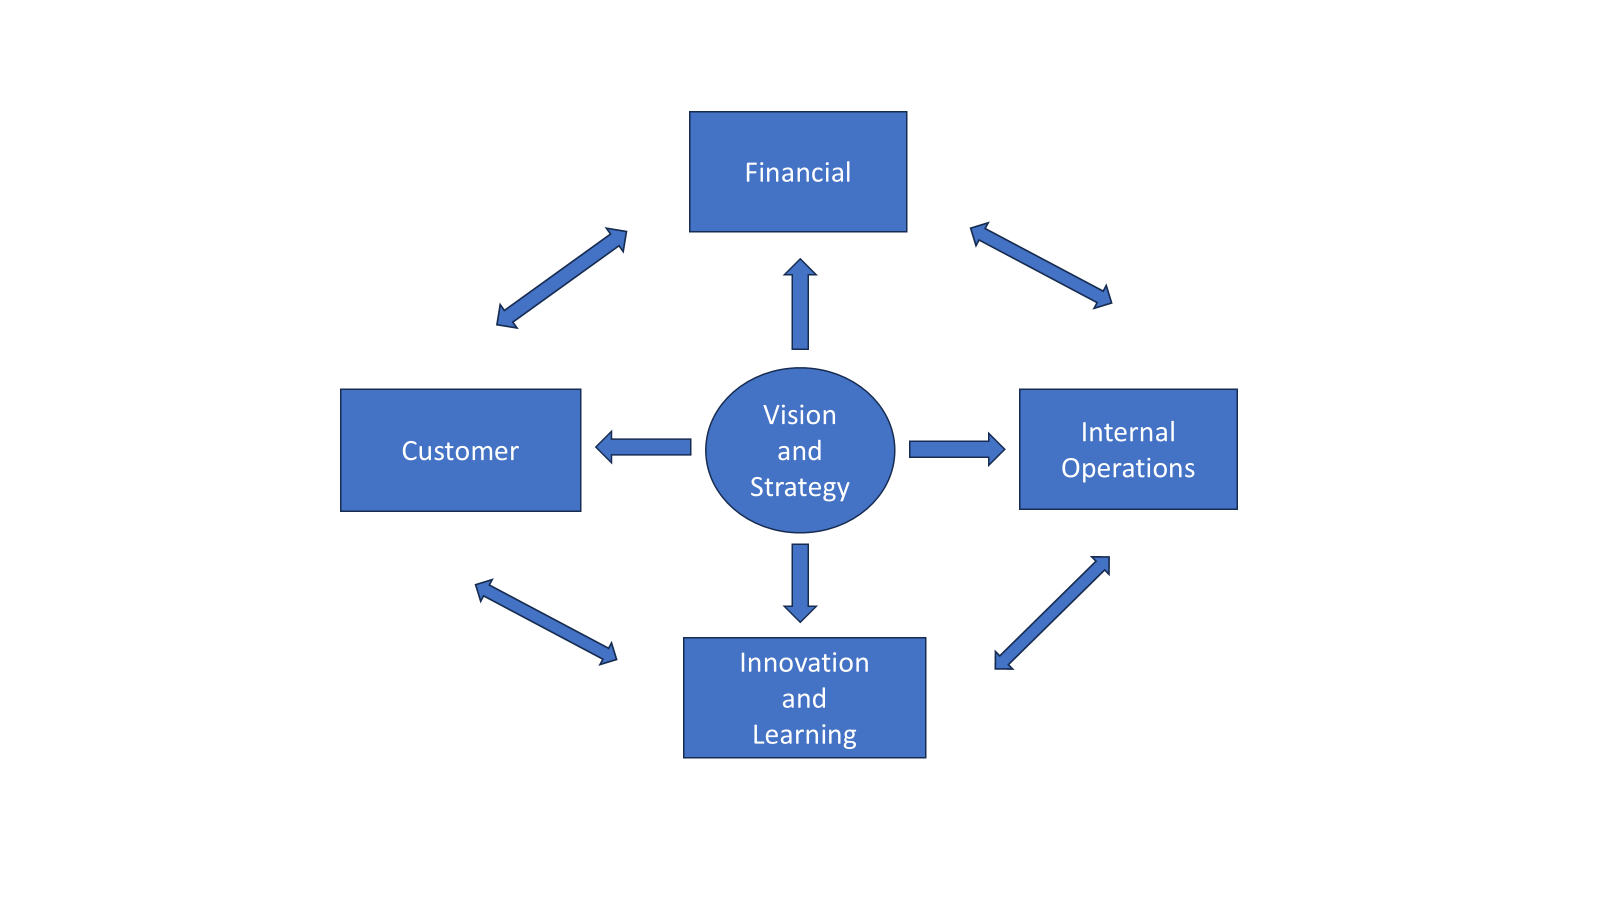 Financial
Customer
Vision
and
Strategy
Internal
Operations
Innovation
and
Learning